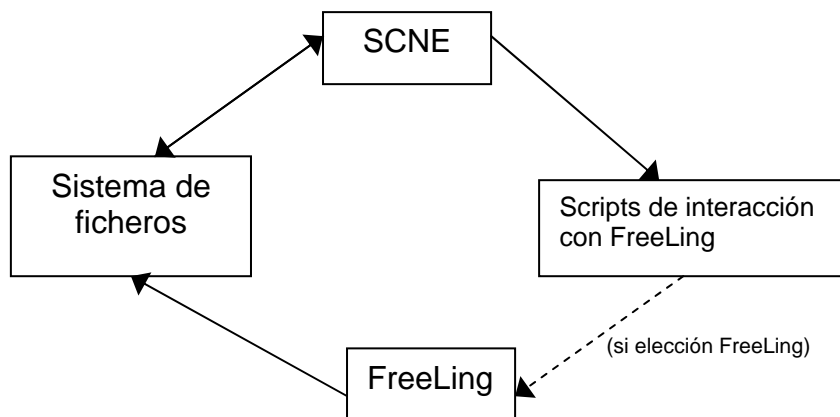 SCNE
Sistema de
ficheros
Scripts de interacción
con FreeLing
(si elección FreeLing)
FreeLing